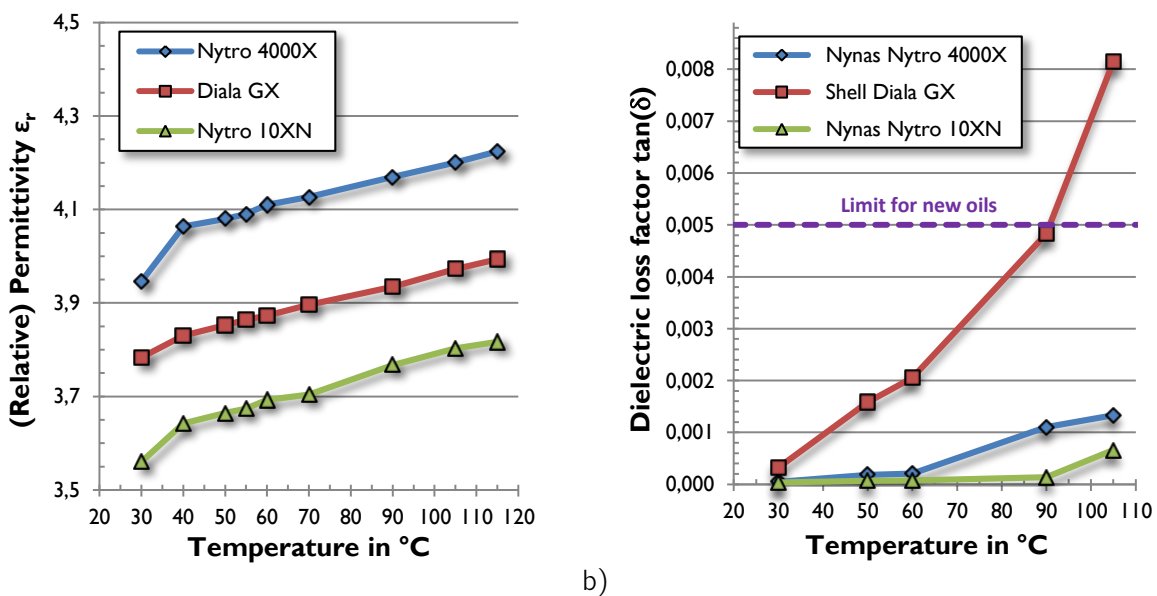 4,5
4,3
4,1
3,9
3,7
3,5
(Relative) Permittivity εr
Nytro 4000X
Diala GX
Nytro 10XN
20 30 40 50 60 70 80 90 100 110 120
Temperature in °C
0,008
0,007
0,006
0,005
0,004
0,003
0,002
0,001
0,000
Dielectric loss factor tan(δ)
Nynas Nytro 4000X
Shell Diala GX
Nynas Nytro 10XN
Limit for new oils
20 30 40 50 60 70 80 90 100 110
Temperature in °C
b)